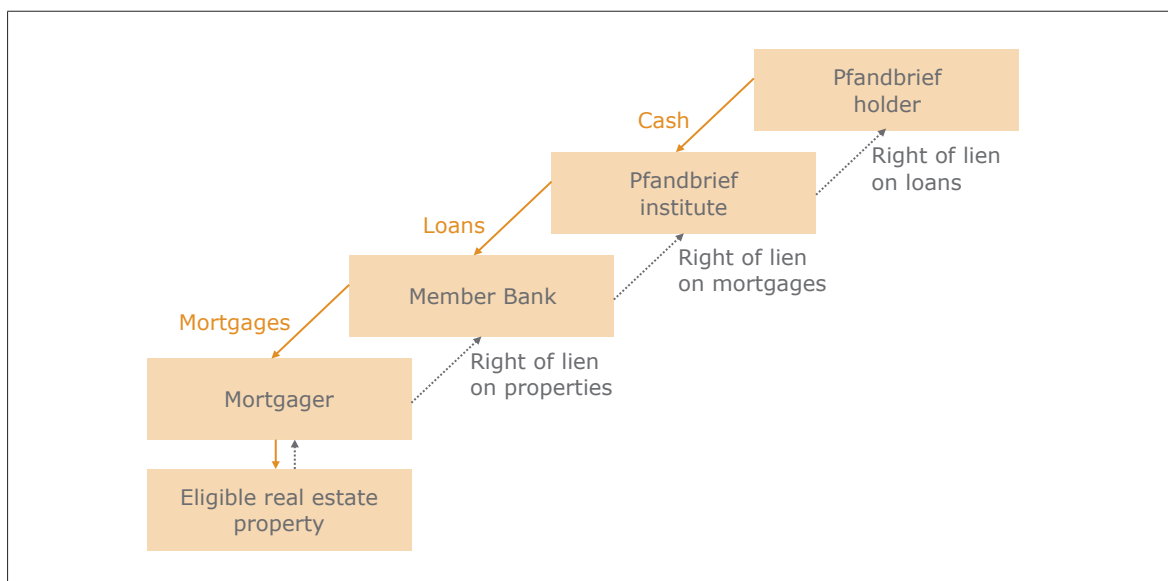 Pfandbrief
holder
Cash
Right of lien
on loans
Pfandbrief
institute
Loans
Right of lien
on mortgages
Member Bank
Mortgages
Right of lien
on properties
Mortgager
Eligible real estate
property